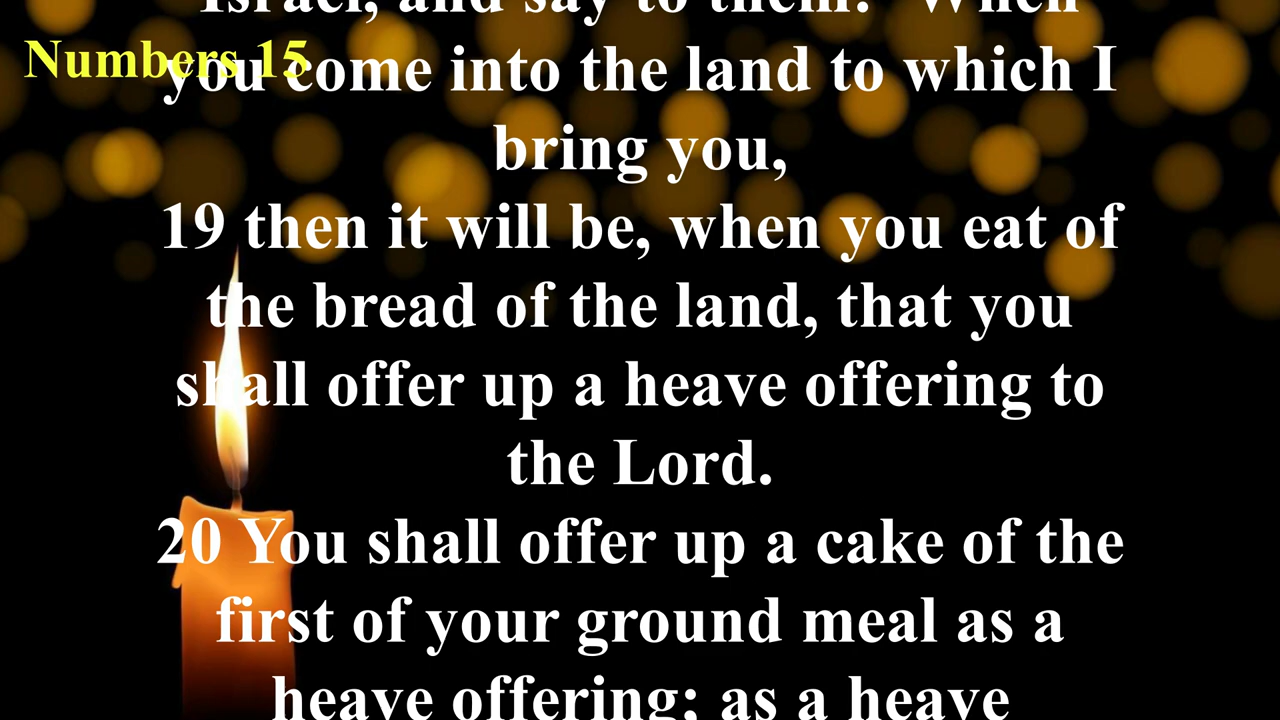 Israel, and say to them: 'When
Numbers 15
you come into the land to which I
bring you,
19 then it will be, when you eat of
the bread of the land, that you
shall offer up a heave offering to
the Lord.
20 You shall offer up a cake of the
first of your ground meal as a
heave offering; as a heave